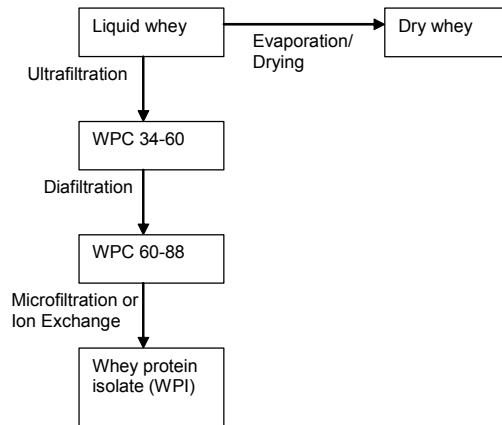 Liquid whey
Evaporation/
Drying
Dry whey
Ultrafiltration
WPC 34-60
Diafiltration
WPC 60-88
Microfiltration or
Ion Exchange
Whey protein
isolate (WPI)